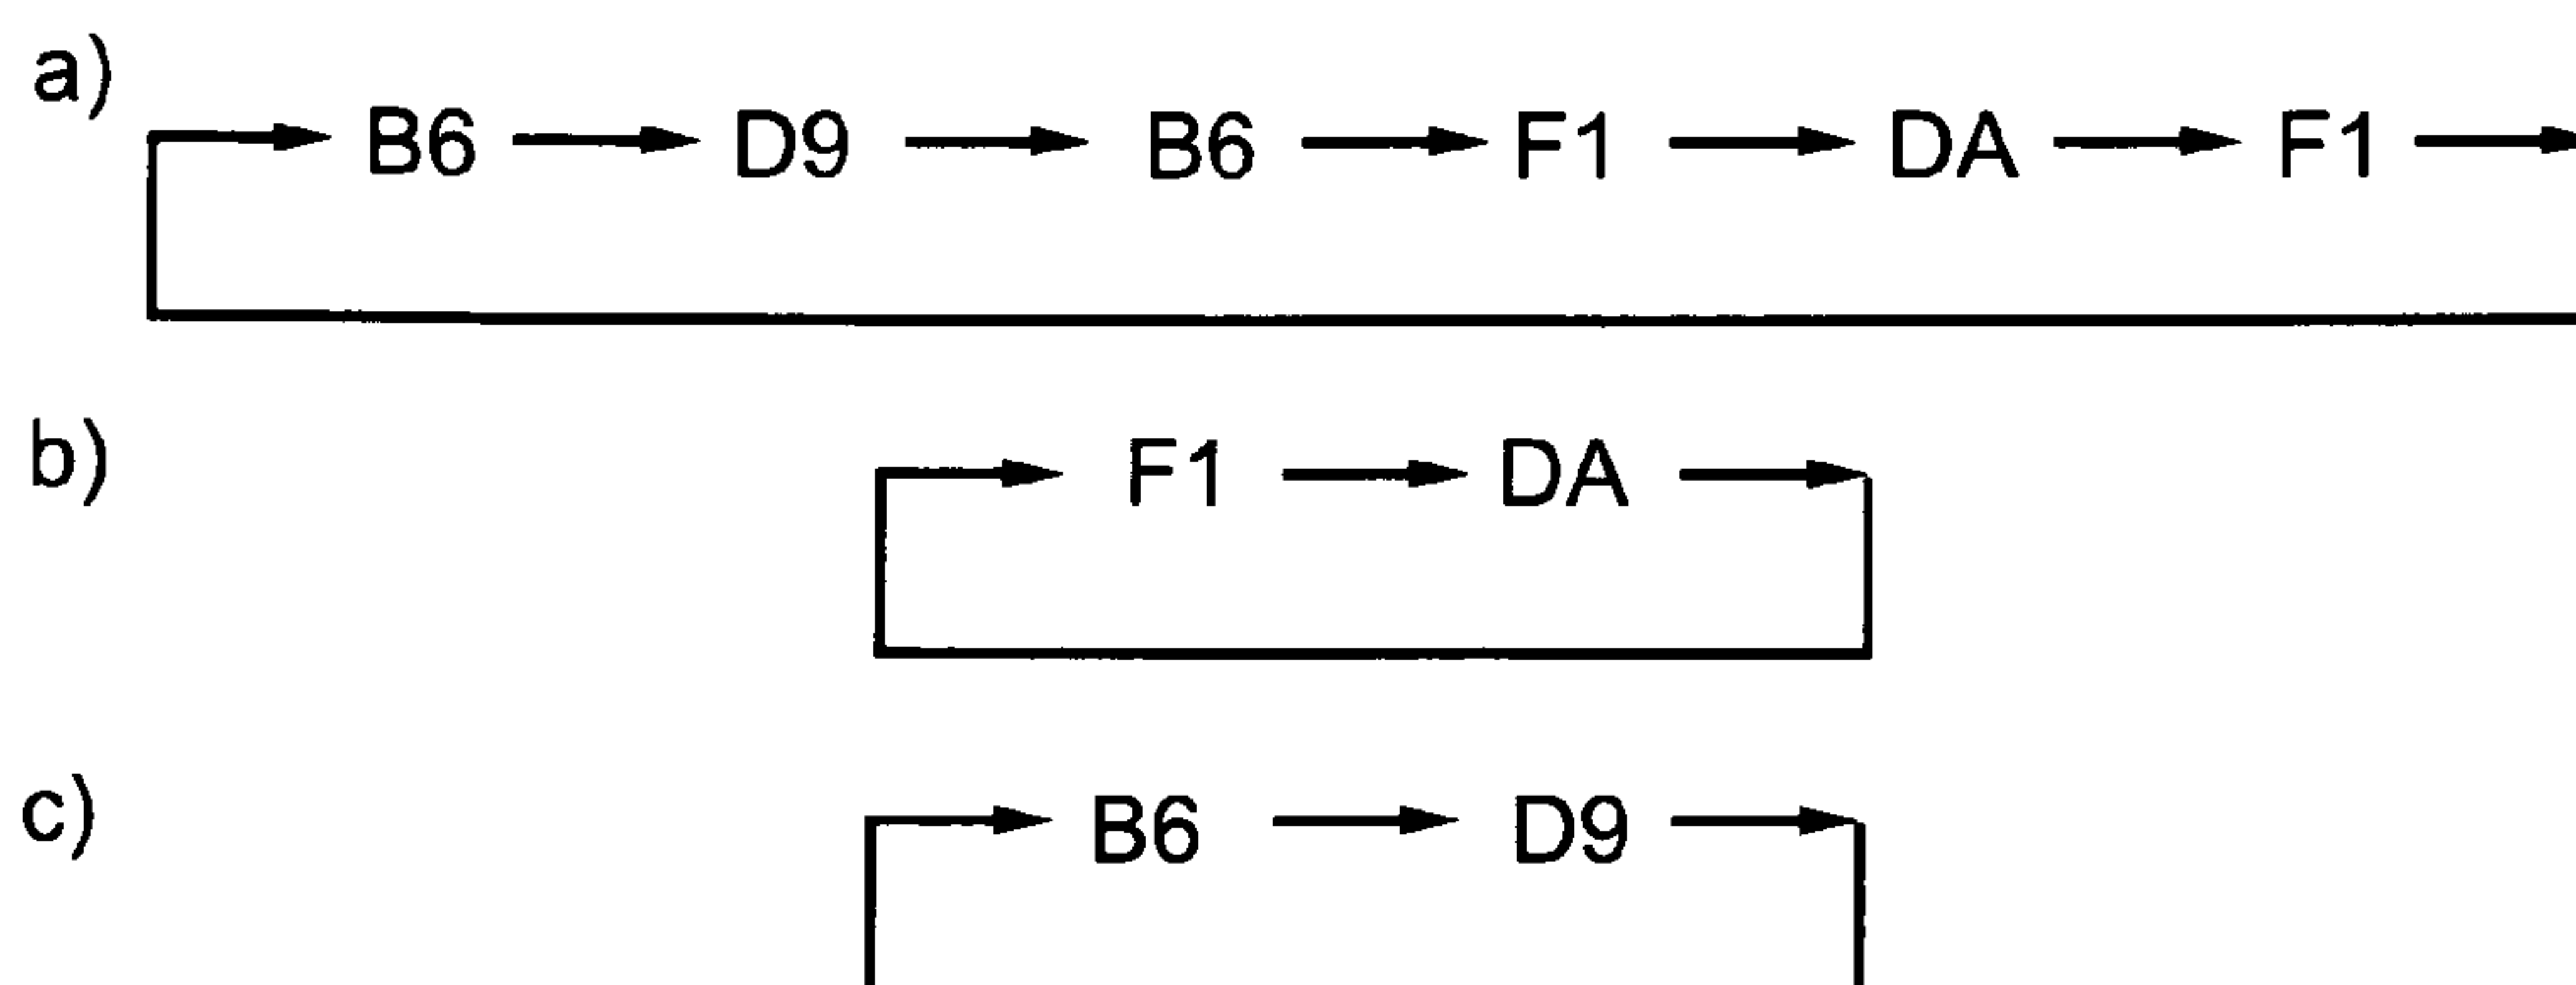 a)
B6 → D9 → B6 → F1 → DA → F1 →
b)
F1 → DA →
c)
B6 → D9 →